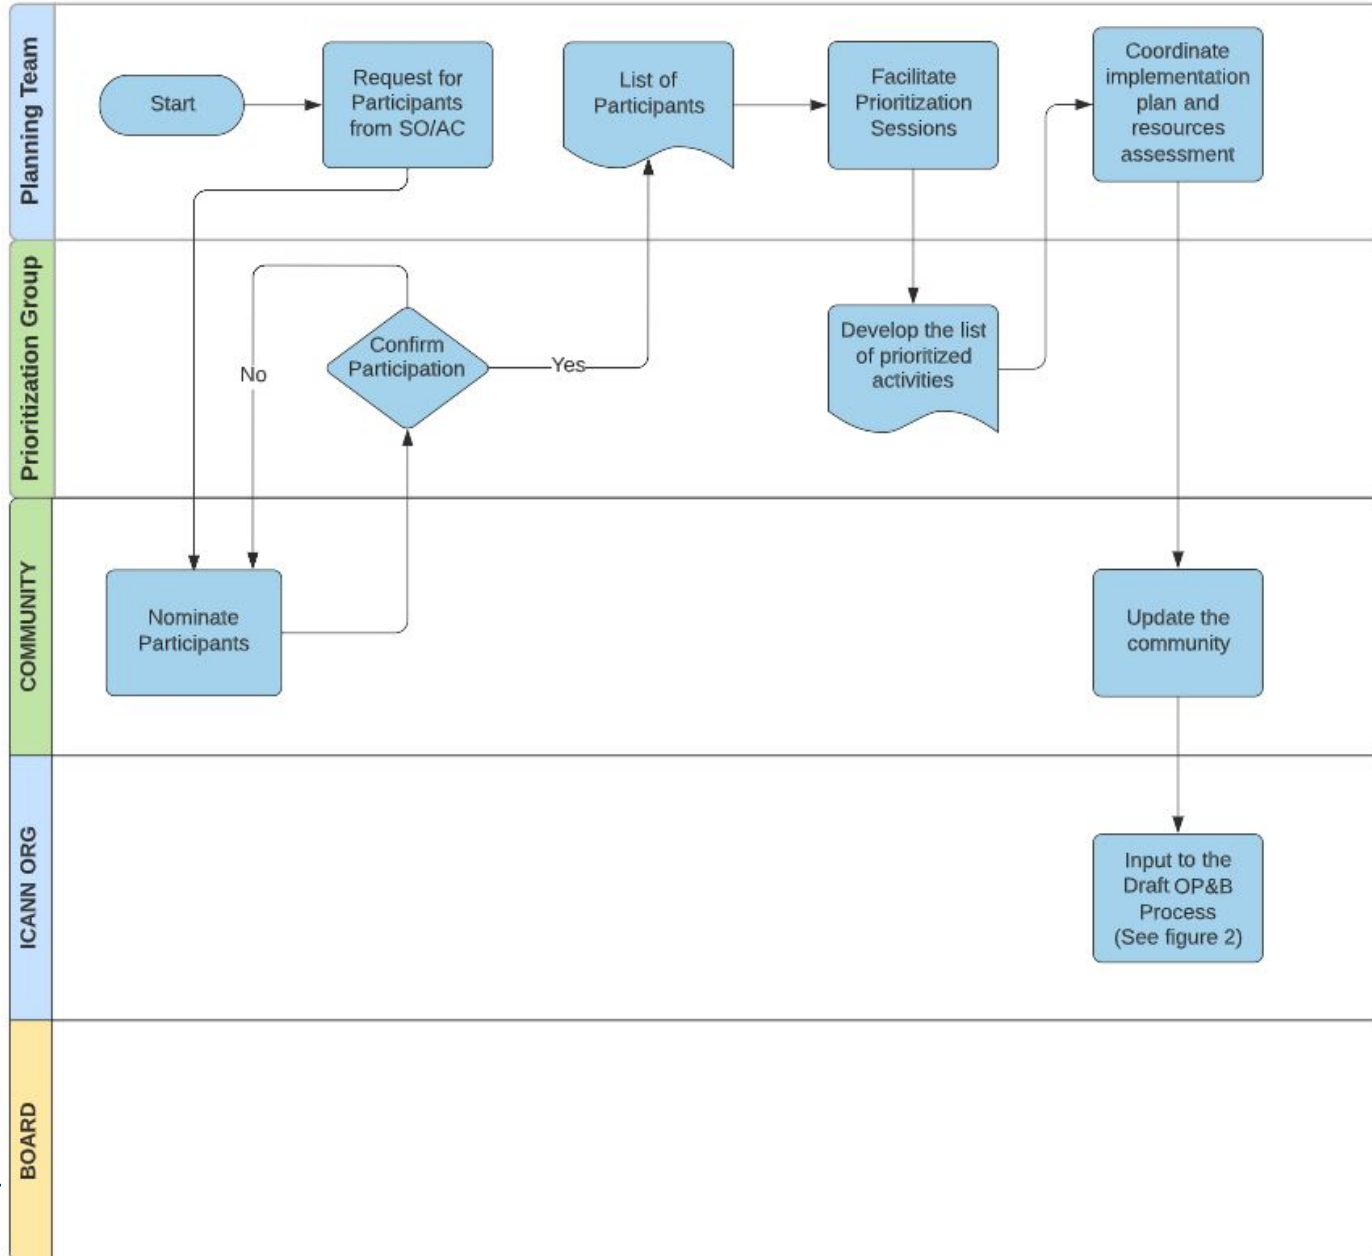 Planning Team
Start
Request for
Participants
from SO/AC
List of
Participants
Facilitate
Prioritization
Sessions
Coordinate
implementation
plan and
resources
assessment
Prioritization Group
No
Confirm
Participation
Yes
Develop the list
of prioritized
activities
COMMUNITY
Nominate
Participants
Update the
community
ICANN ORG
Input to the
Draft OP&B
Process
(See figure 2)
BOARD